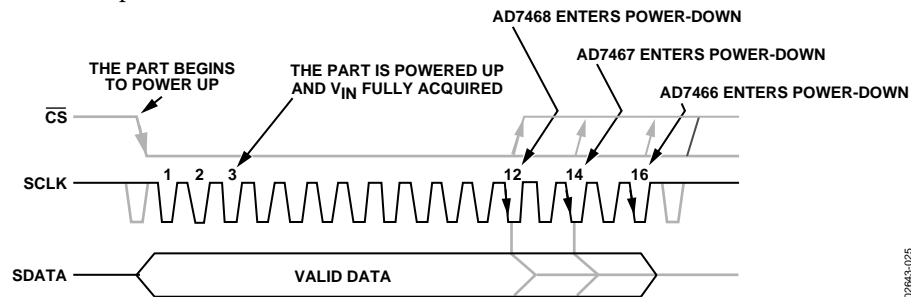 AD7468 ENTERS POWER-DOWN
AD7467 ENTERS POWER-DOWN
THE PART BEGINS
TO POWER UP
THE PART IS POWERED UP
AND VIN FULLY ACQUIRED
AD7466 ENTERS POWER-DOWN
CS
1 2 3 12 14 16
SCLK
SDATA
VALID DATA
02643-025